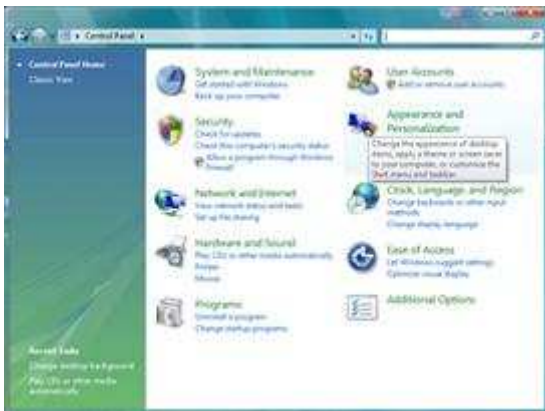 Control Panel
Control Panel Home
Classic View
System and Maintenance
Get started with Windows
Back up your computer
Security
Check for updates
Check this computer's security status
Allow a program through Windows
Firewall
Network and Internet
View network status and tasks
Set up file sharing
Hardware and Sound
Play CDs or other media automatically
Printer
Mouse
Programs
Uninstall a program
Change startup programs
User Accounts
Add or remove user accounts
Appearance and
Personalization
Change the appearance of desktop
items, apply a theme or screen saver
to your computer, or customize the
Start menu and taskbar.
Clock, Language, and Region
Change keyboards or other input
methods
Change display language
Ease of Access
Let Windows suggest settings
Optimize visual display
Additional Options
Recent Tasks
Change desktop background
Play CDs or other media
automatically